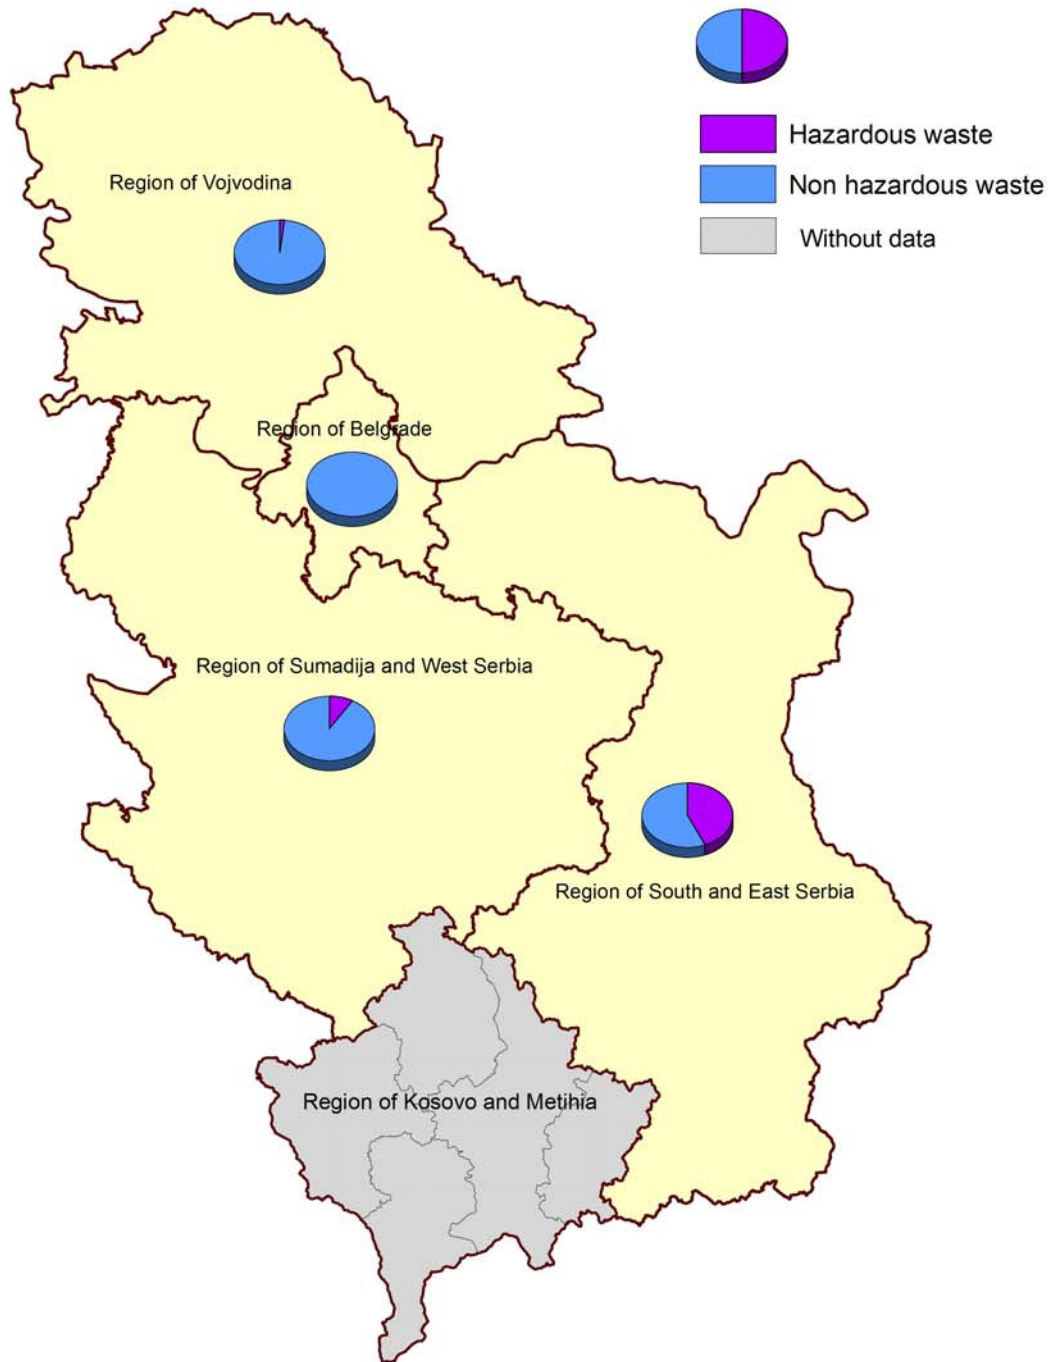 Hazardous waste
Non hazardous waste
Without data
Region of Vojvodina
Region of Belgrade
Region of Sumadija and West Serbia
Region of South and East Serbia
Region of Kosovo and Metihia